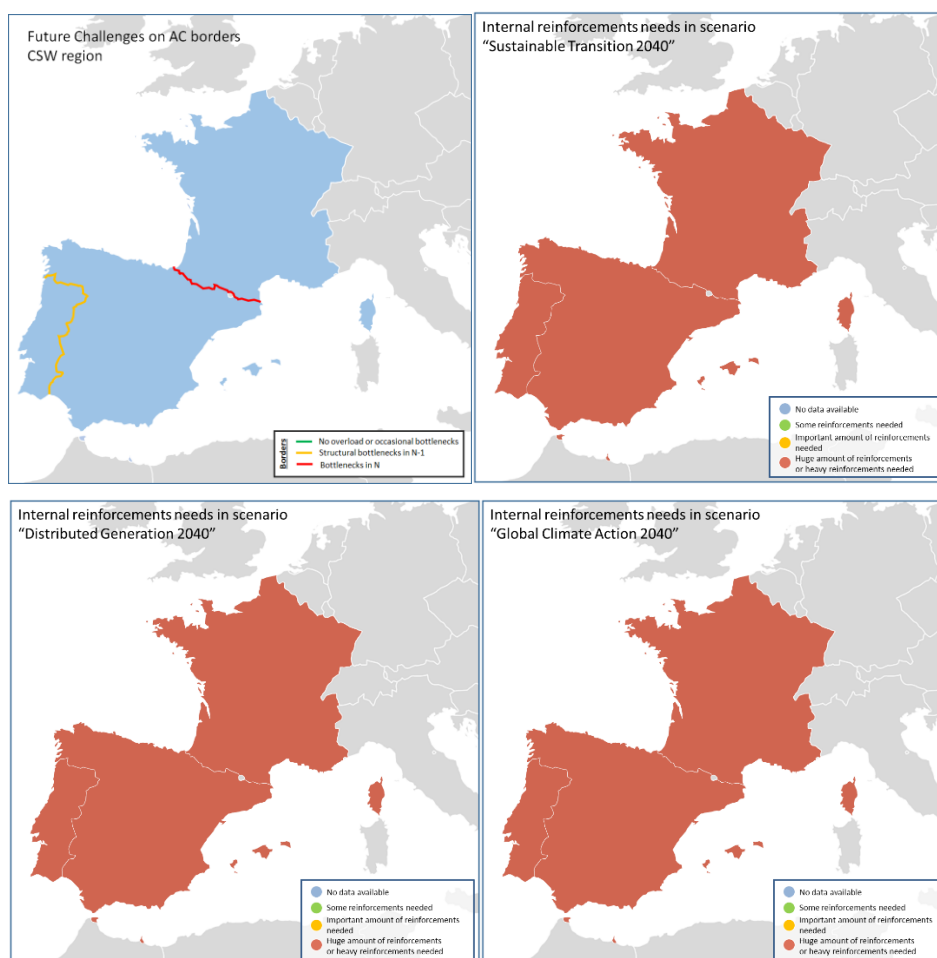 Future Challenges on AC borders
CSW region
Borders
No overload or occasional bottlenecks
Structural bottlenecks in N-1
Bottlenecks in N
Internal reinforcements needs in scenario
“Sustainable Transition 2040”
No data available
Some reinforcements needed
Important amount of reinforcements
needed
Huge amount of reinforcements
or heavy reinforcements needed
Internal reinforcements needs in scenario
“Distributed Generation 2040”
No data available
Some reinforcements needed
Important amount of reinforcements
needed
Huge amount of reinforcements
or heavy reinforcements needed
Internal reinforcements needs in scenario
“Global Climate Action 2040”
No data available
Some reinforcements needed
Important amount of reinforcements
needed
Huge amount of reinforcements
or heavy reinforcements needed